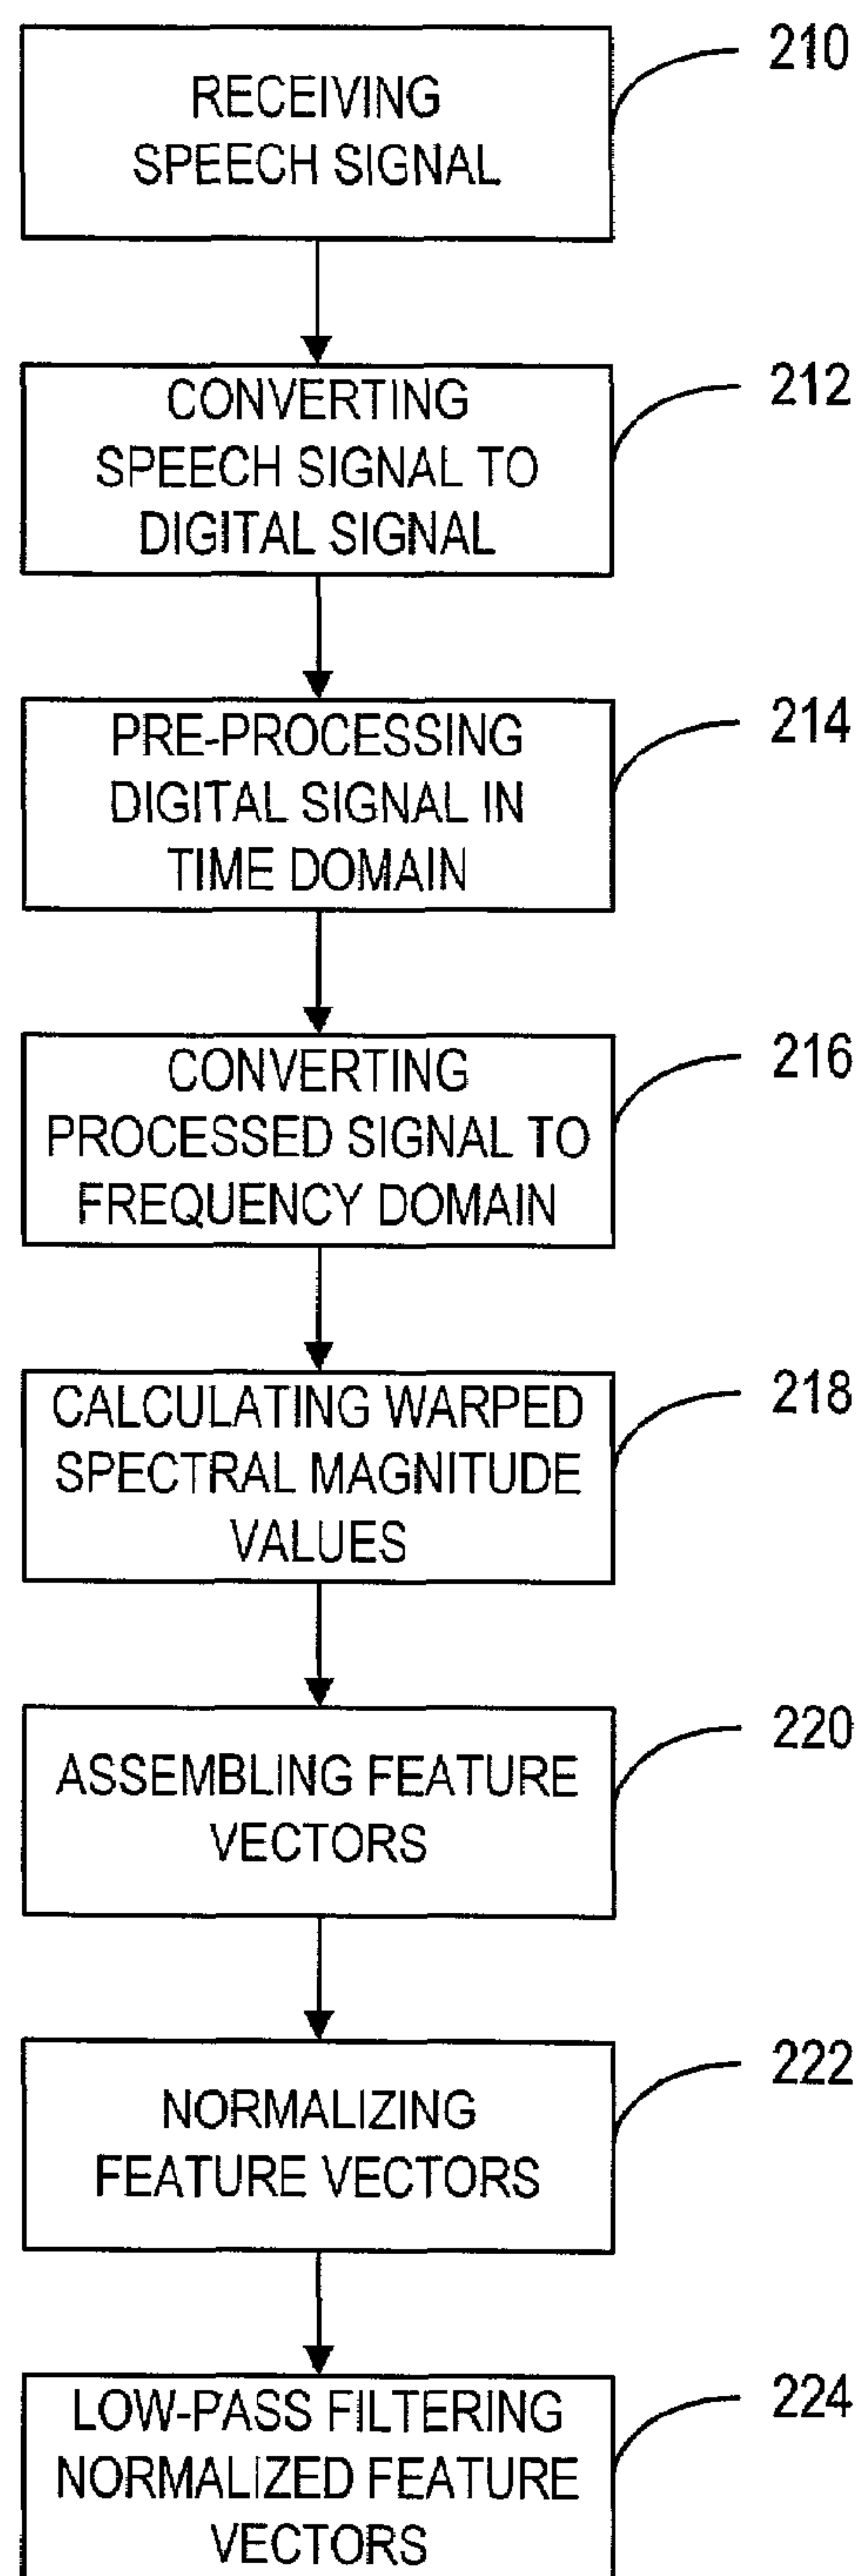 RECEIVING
SPEECH SIGNAL
210
CONVERTING
SPEECH SIGNAL TO
DIGITAL SIGNAL
212
PRE-PROCESSING
DIGITAL SIGNAL IN
TIME DOMAIN
214
CONVERTING
PROCESSED SIGNAL TO
FREQUENCY DOMAIN
216
CALCULATING WARPED
SPECTRAL MAGNITUDE
VALUES
218
ASSEMBLING FEATURE
VECTORS
220
NORMALIZING
FEATURE VECTORS
222
LOW-PASS FILTERING
NORMALIZED FEATURE
VECTORS
224